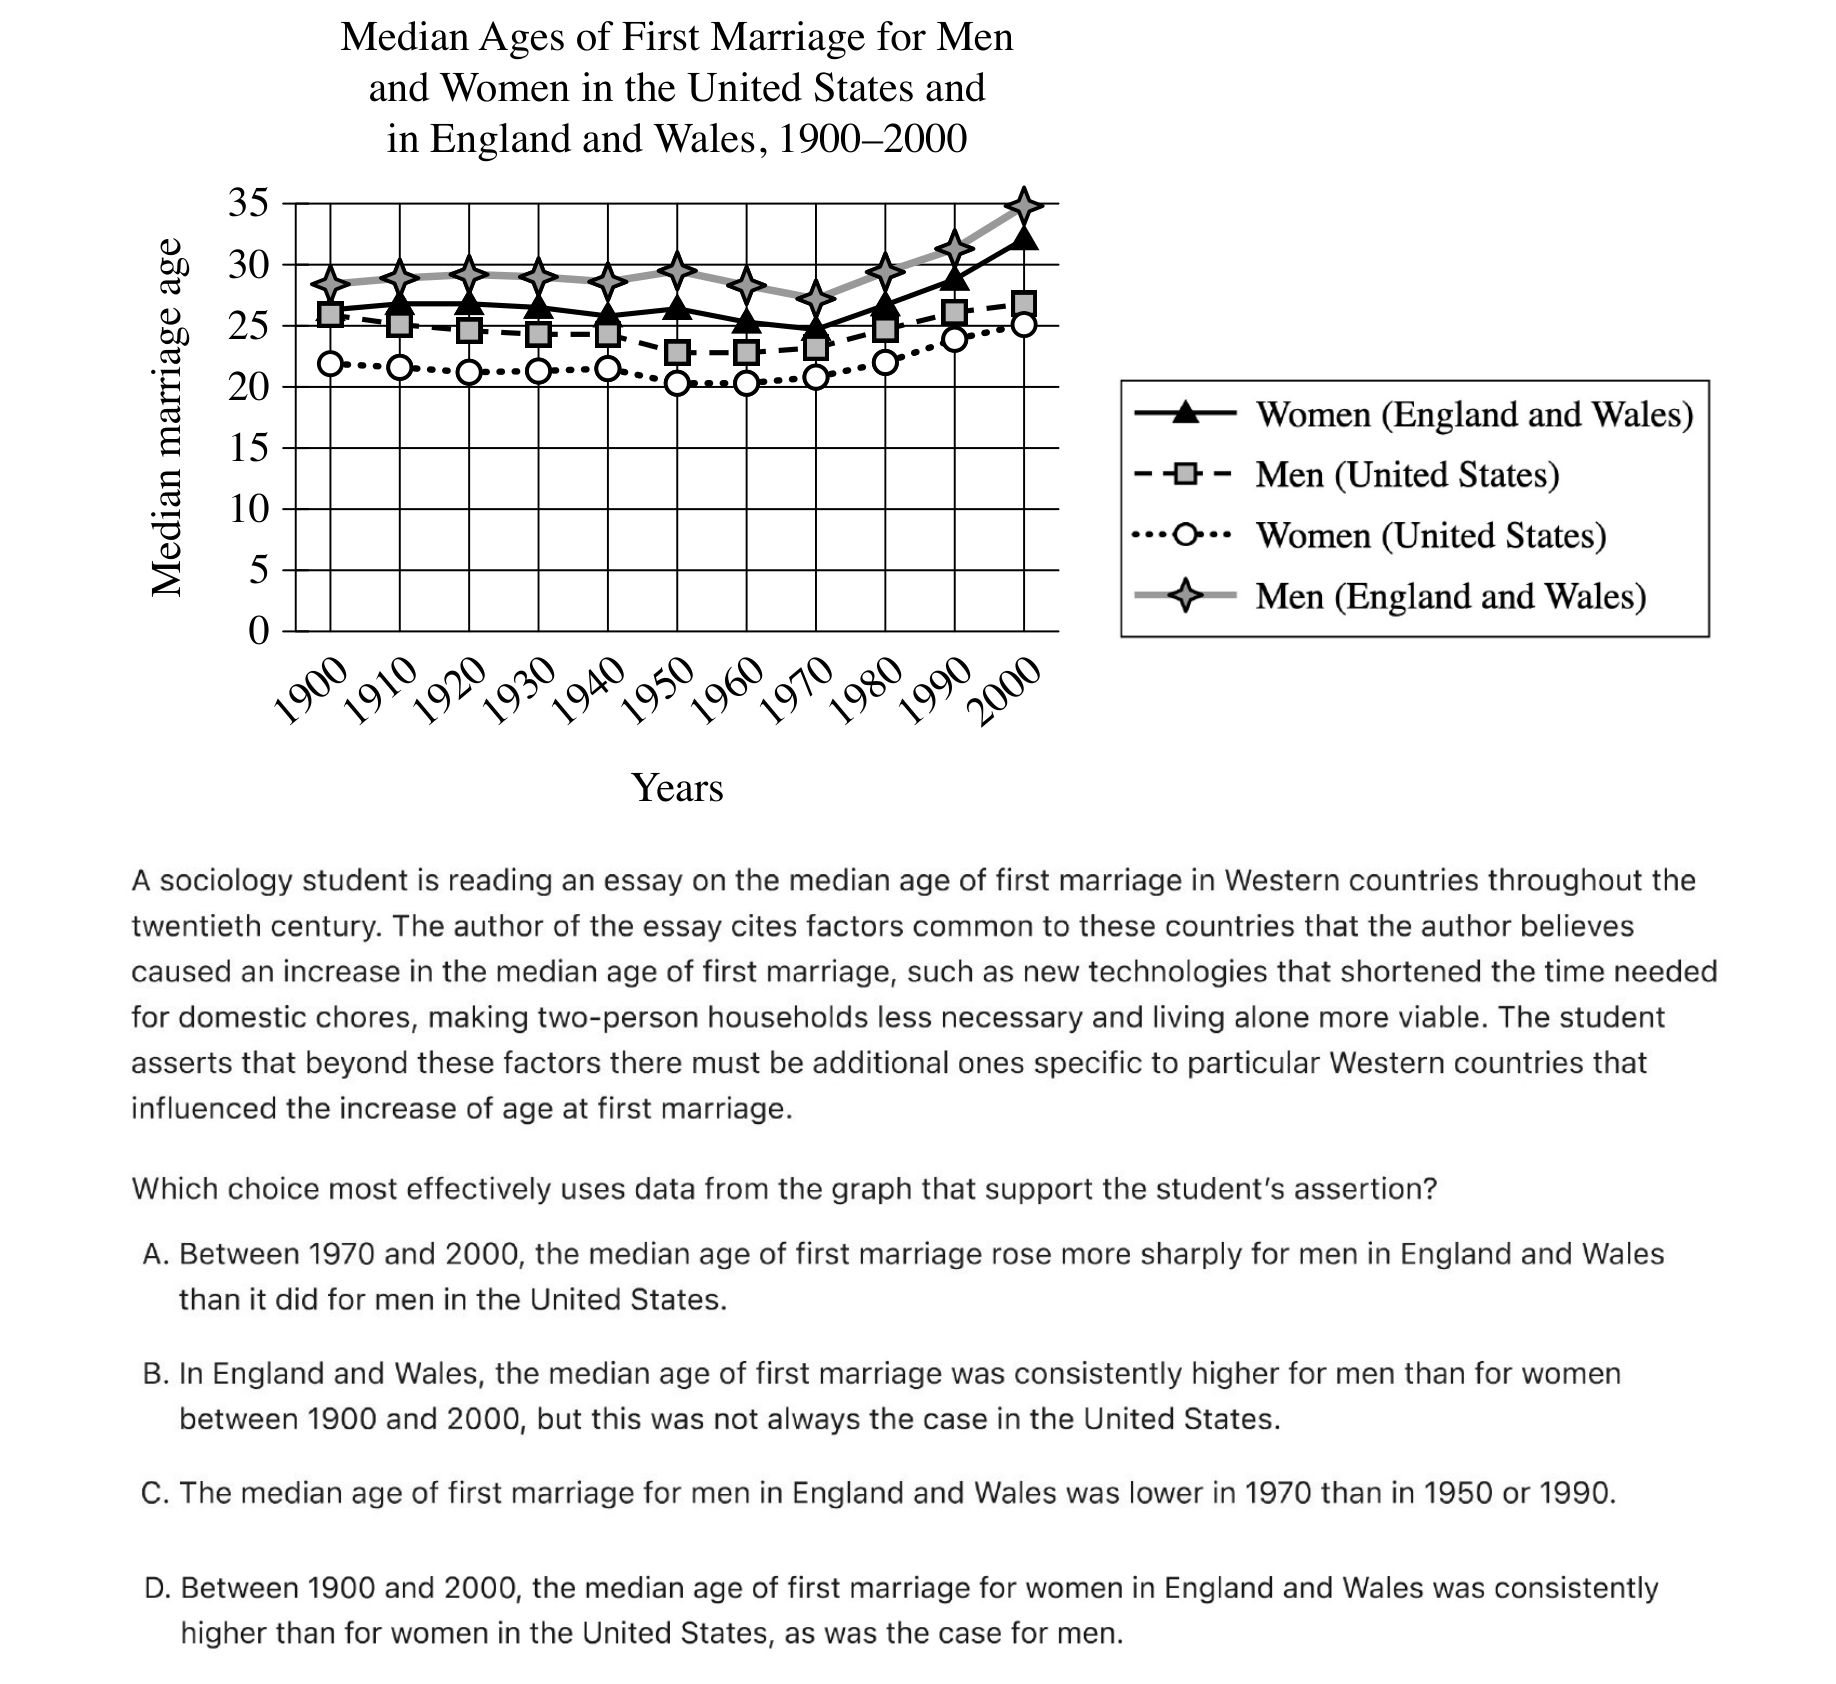 Median Ages of First Marriage for Men
and Women in the United States and
in England and Wales, 1900–2000
Median marriage age
35
30
25
20
15
10
5
0
1900
1910
1920
1930
1940
1950
1960
1970
1980
1990
2000
Years
Women (England and Wales)
Men (United States)
Women (United States)
Men (England and Wales)
A sociology student is reading an essay on the median age of first marriage in Western countries throughout the
twentieth century. The author of the essay cites factors common to these countries that the author believes
caused an increase in the median age of first marriage, such as new technologies that shortened the time needed
for domestic chores, making two-person households less necessary and living alone more viable. The student
asserts that beyond these factors there must be additional ones specific to particular Western countries that
influenced the increase of age at first marriage.
Which choice most effectively uses data from the graph that support the student’s assertion?
A. Between 1970 and 2000, the median age of first marriage rose more sharply for men in England and Wales
than it did for men in the United States.
B. In England and Wales, the median age of first marriage was consistently higher for men than for women
between 1900 and 2000, but this was not always the case in the United States.
C. The median age of first marriage for men in England and Wales was lower in 1970 than in 1950 or 1990.
D. Between 1900 and 2000, the median age of first marriage for women in England and Wales was consistently
higher than for women in the United States, as was the case for men.